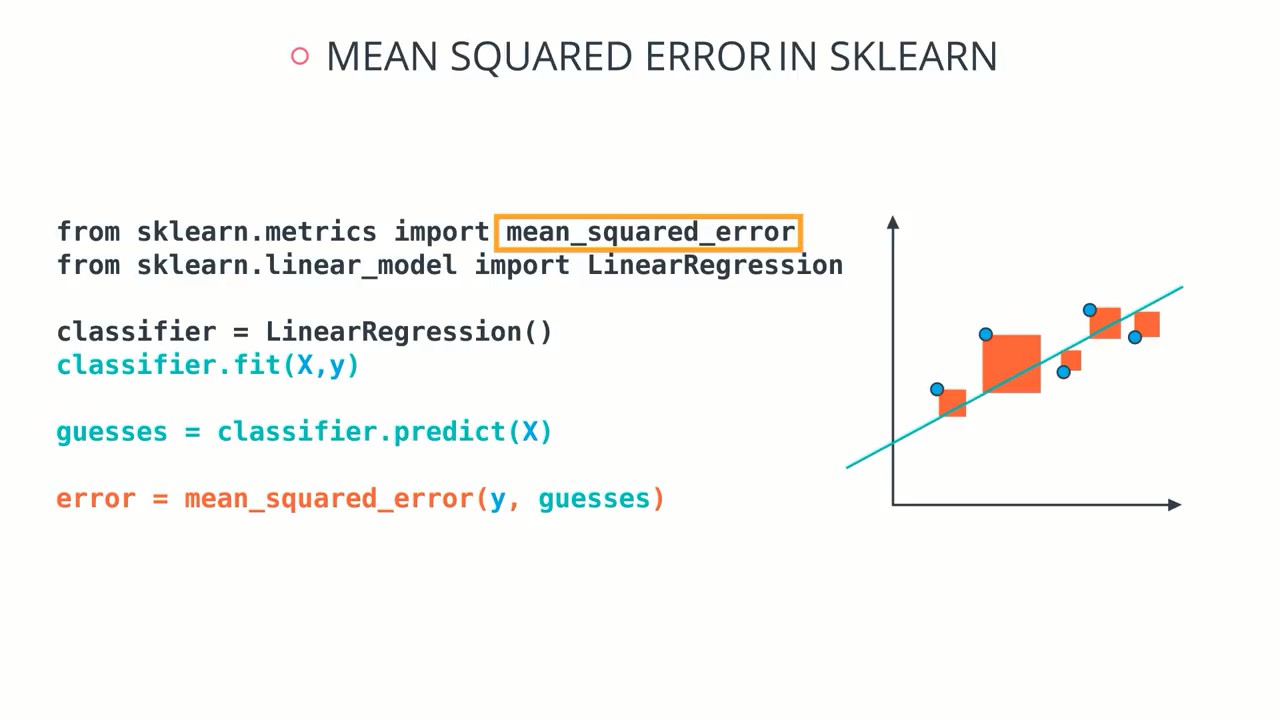 MEAN SQUARED ERROR IN SKLEARN
from sklearn.metrics import mean_squared_error
from sklearn.linear_model import LinearRegression
classifier = LinearRegression()
classifier.fit(X,y)
guesses = classifier.predict(X)
error = mean_squared_error(y, guesses)